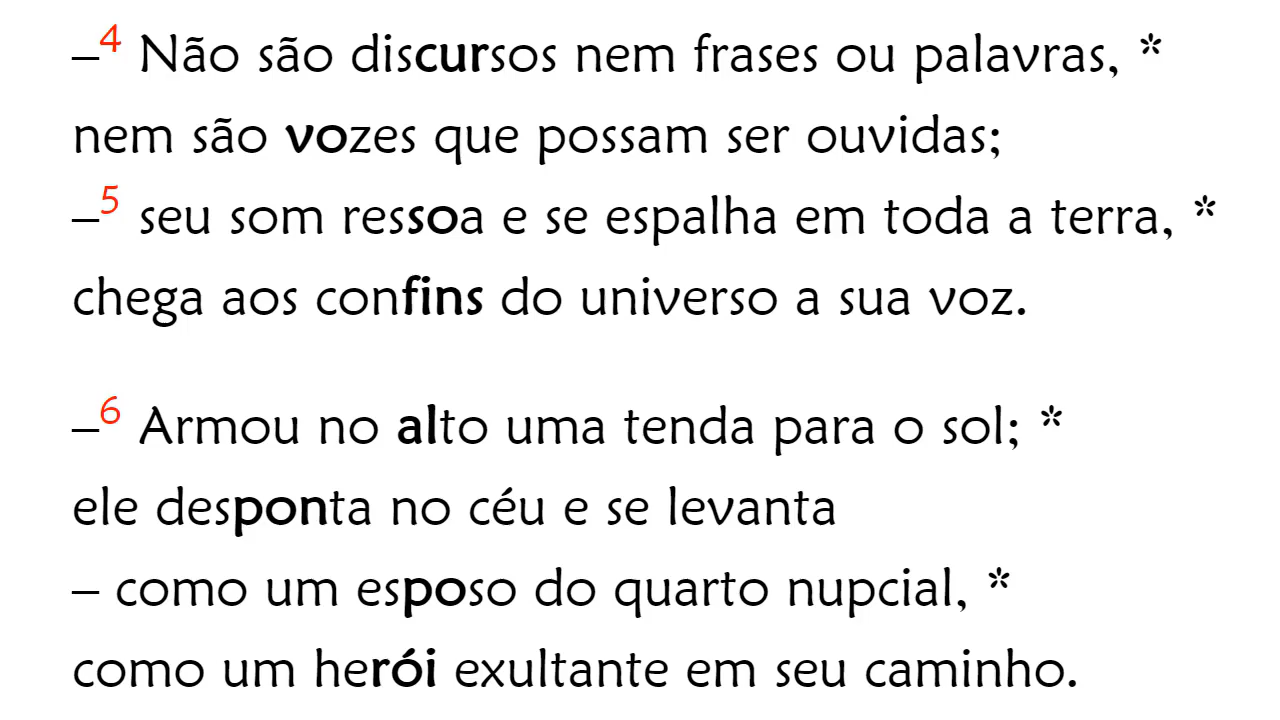 –4 Não são discursos nem frases ou palavras, *
nem são vozes que possam ser ouvidas;
–5 seu som ressoa e se espalha em toda a terra, *
chega aos confins do universo a sua voz.
–6 Armou no alto uma tenda para o sol; *
ele desponta no céu e se levanta
– como um esposo do quarto nupcial, *
como um herói exultante em seu caminho.